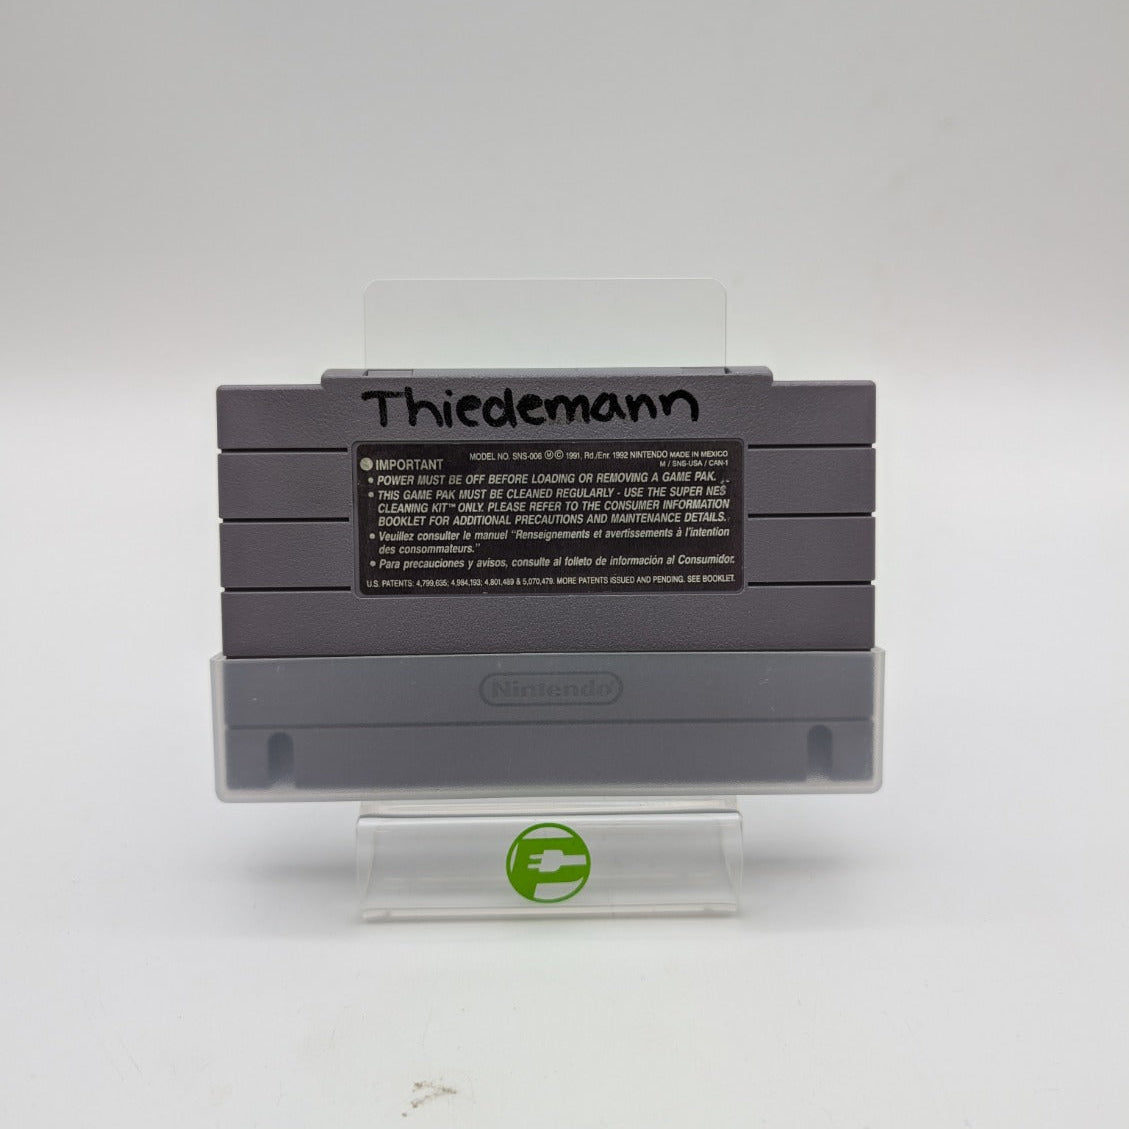 Thiedemann
MODEL NO. SNS-006 Ⓜ© 1991, Rd./Enr. 1992 NINTENDO MADE IN MEXICO
M / SNS-USA / CAN-1
IMPORTANT
• POWER MUST BE OFF BEFORE LOADING OR REMOVING A GAME PAK.
• THIS GAME PAK MUST BE CLEANED REGULARLY - USE THE SUPER NES
CLEANING KIT™ ONLY. PLEASE REFER TO THE CONSUMER INFORMATION
BOOKLET FOR ADDITIONAL PRECAUTIONS AND MAINTENANCE DETAILS.
• Veuillez consulter le manuel "Renseignements et avertissements à l'intention
des consommateurs."
• Para precauciones y avisos, consulte al folleto de información al Consumidor.
U.S. PATENTS: 4,799,635; 4,984,193; 4,801,489 & 5,070,479. MORE PATENTS ISSUED AND PENDING. SEE BOOKLET.
Nintendo